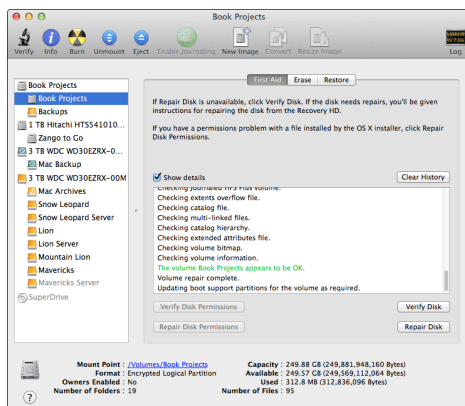 Book Projects
Verify
Info
Burn
Unmount
Eject
Enable Journaling
New Image
Convert
Resize Image
Log
Book Projects
Book Projects
Backups
1 TB Hitachi HTS541010...
Zango to Go
3 TB WDC WD30EZRX-0...
Mac Backup
3 TB WDC WD30EZRX-00M
Mac Archives
Snow Leopard
Snow Leopard Server
Lion
Lion Server
Mountain Lion
Mavericks
Mavericks Server
SuperDrive
First Aid
Erase
Restore
If Repair Disk is unavailable, click Verify Disk. If the disk needs repairs, you'll be given
instructions for repairing the disk from the Recovery HD.
If you have a permissions problem with a file installed by the OS X installer, click Repair
Disk Permissions.
Show details
Clear History
Checking Journaled HFS Plus volume.
Checking extents overflow file.
Checking catalog file.
Checking multi-linked files.
Checking catalog hierarchy.
Checking extended attributes file.
Checking volume bitmap.
Checking volume information.
The volume Book Projects appears to be OK.
Volume repair complete.
Updating boot support partitions for the volume as required.
Verify Disk Permissions
Verify Disk
Repair Disk Permissions
Repair Disk
Mount Point : /Volumes/Book Projects
Format : Encrypted Logical Partition
Owners Enabled : No
Number of Folders : 19
Capacity : 249.88 GB (249,881,948,160 Bytes)
Available : 249.57 GB (249,569,112,064 Bytes)
Used : 312.8 MB (312,836,096 Bytes)
Number of Files : 95
?